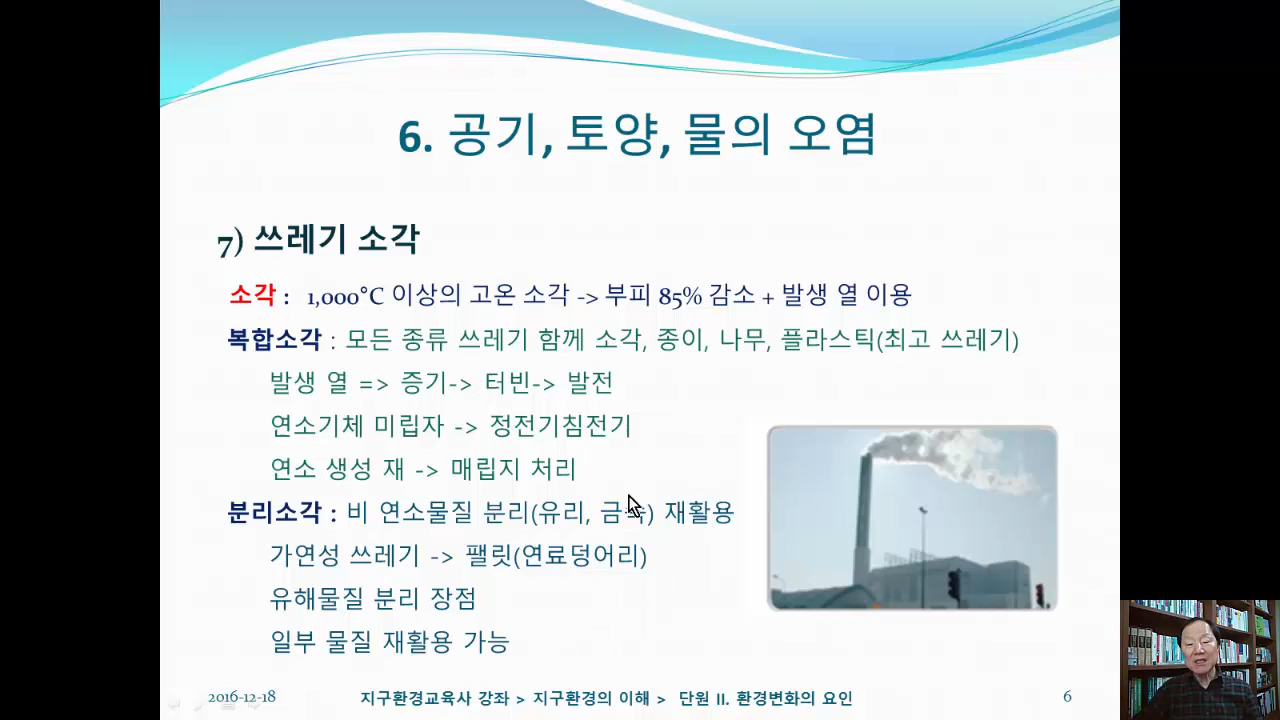 6. 공기, 토양, 물의 오염
7) 쓰레기 소각
소각 : 1,000°C 이상의 고온 소각 -> 부피 85% 감소 + 발생 열 이용
복합소각 : 모든 종류 쓰레기 함께 소각, 종이, 나무, 플라스틱(최고 쓰레기)
발생 열 => 증기-> 터빈-> 발전
연소기체 미립자 -> 정전기침전기
연소 생성 재 -> 매립지 처리
분리소각 : 비 연소물질 분리(유리, 금속) 재활용
가연성 쓰레기 -> 팰릿(연료덩어리)
유해물질 분리 장점
일부 물질 재활용 가능
2016-12-18
지구환경교육사 강좌 > 지구환경의 이해 > 단원 II. 환경변화의 요인
6